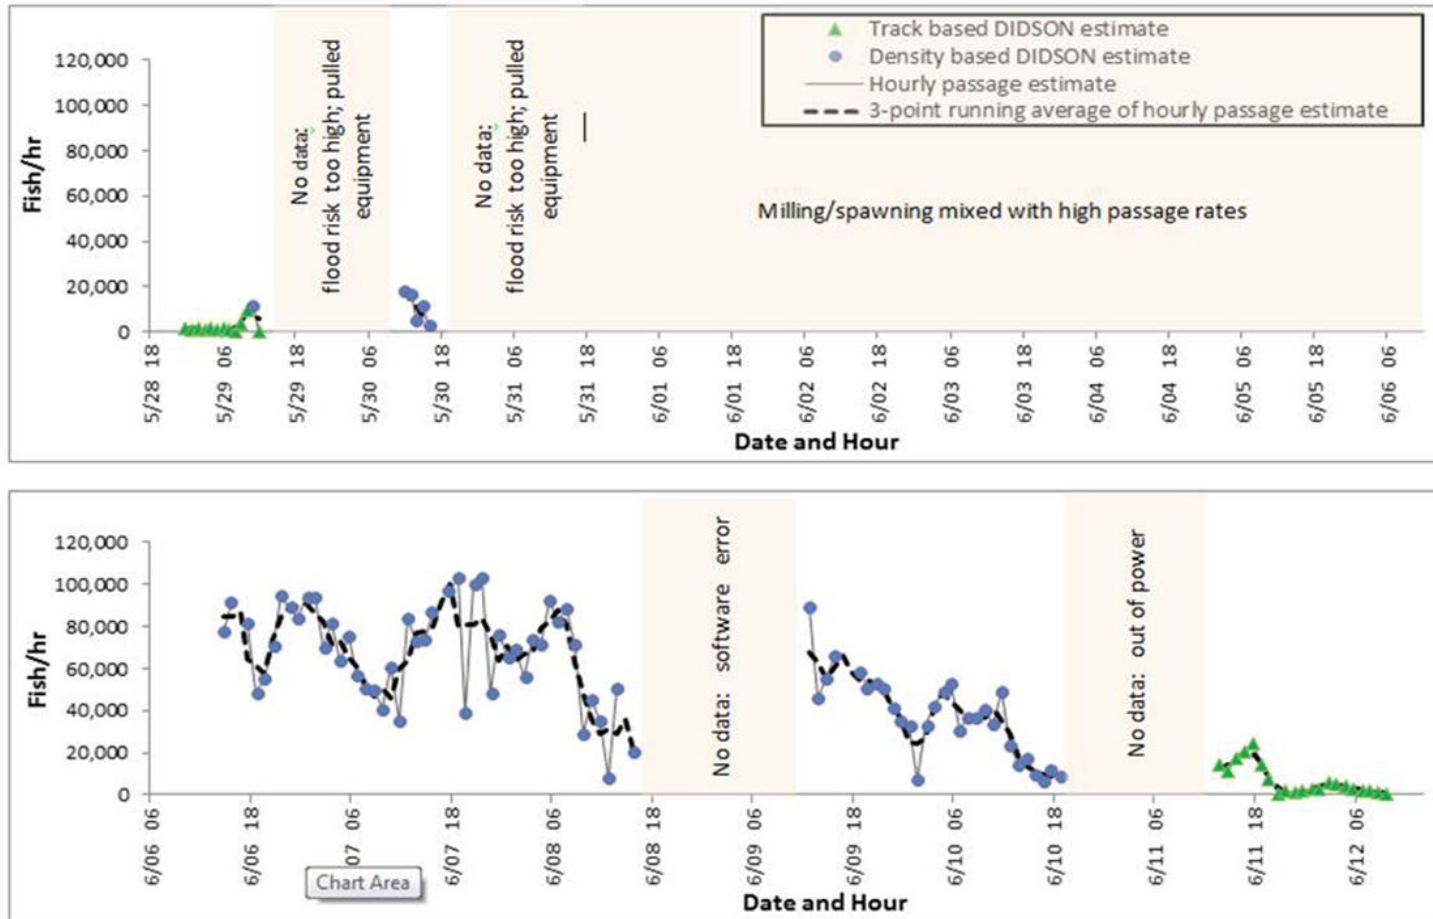 Track based DIDSON estimate
Density based DIDSON estimate
Hourly passage estimate
3-point running average of hourly passage estimate
120,000
100,000
80,000
60,000
40,000
20,000
0
Fish/hr
No data:
flood risk too high; pulled
equipment
No data:
flood risk too high; pulled
equipment
Milling/spawning mixed with high passage rates
5/28 18
5/29 06
5/29 18
5/30 06
5/30 18
5/31 06
5/31 18
6/01 06
6/01 18
6/02 06
6/02 18
6/03 06
6/03 18
6/04 06
6/04 18
6/05 06
6/05 18
6/06 06
Date and Hour
120,000
100,000
80,000
60,000
40,000
20,000
0
Fish/hr
No data: software error
No data: out of power
6/06 06
6/06 18
07 06
6/07 18
6/08 06
6/08 18
6/09 06
6/09 18
6/10 06
6/10 18
6/11 06
6/11 18
6/12 06
Chart Area
Date and Hour